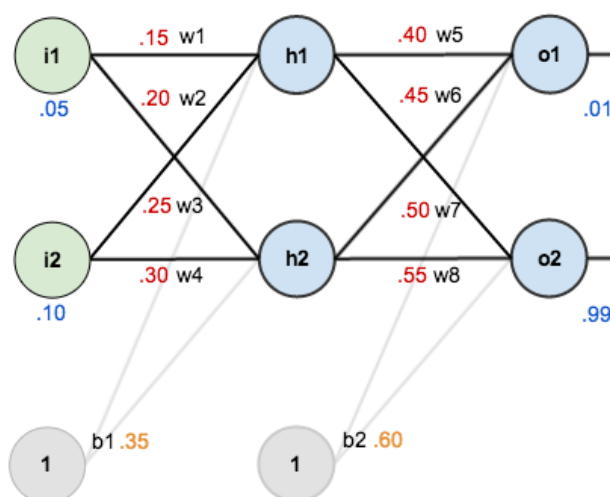 i1 .15 w1 h1 .40 w5 o1
.05 .20 w2 .45 w6 .01
.25 w3 .50 w7
i2 .30 w4 h2 .55 w8 o2
.10 .99
1 b1 .35 1 b2 .60